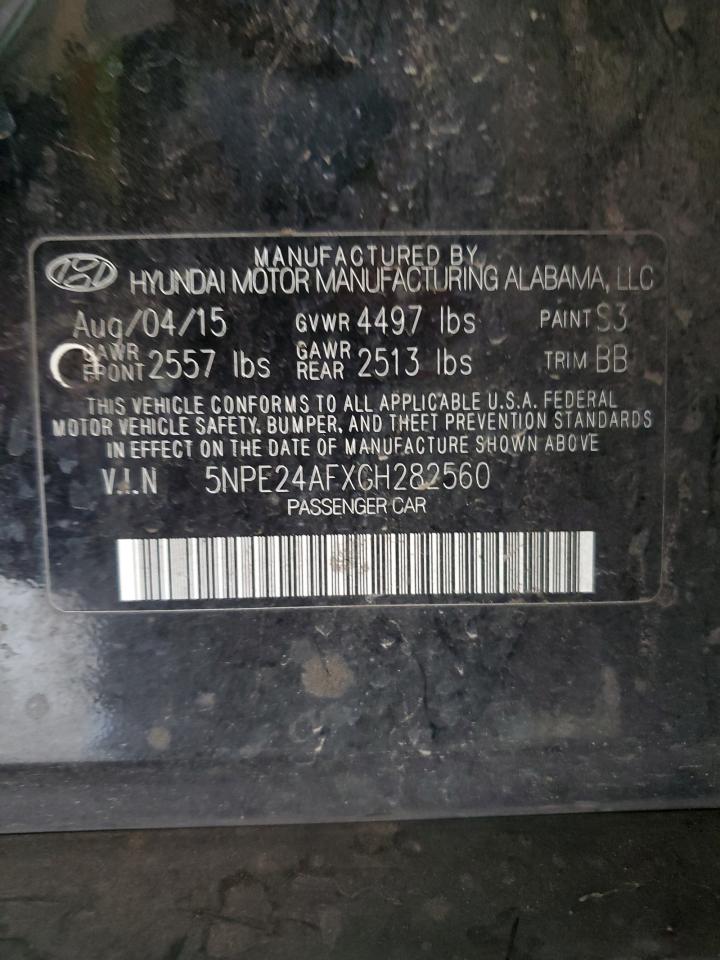 MANUFACTURED BY
HYUNDAI MOTOR MANUFACTURING ALABAMA, LLC
Aug/04/15 GVWR 4497 lbs PAINT S3
GAWR FRONT 2557 lbs GAWR REAR 2513 lbs TRIM BB
THIS VEHICLE CONFORMS TO ALL APPLICABLE U.S.A. FEDERAL
MOTOR VEHICLE SAFETY, BUMPER, AND THEFT PREVENTION STANDARDS
IN EFFECT ON THE DATE OF MANUFACTURE SHOWN ABOVE
V.I.N 5NPE24AFXGH282560
PASSENGER CAR